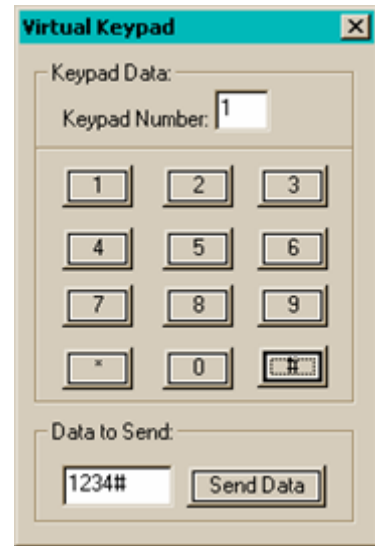 Virtual Keypad
Keypad Data:
Keypad Number: 1
1 2 3
4 5 6
7 8 9
* 0 #
Data to Send:
1234# Send Data